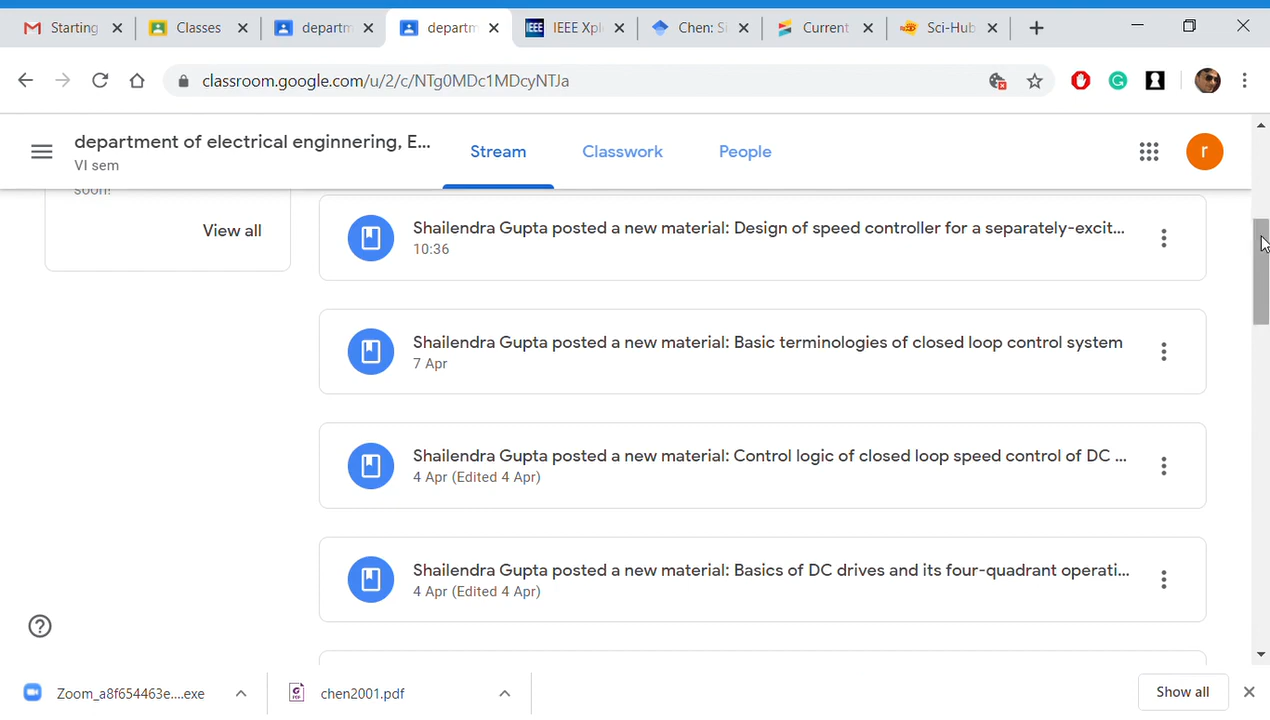 Starting
Classes
departm
departm
IEEE Xpl
Chen: Si
Current
Sci-Hub
classroom.google.com/u/2/c/NTg0MDc1MDcyNTJa
department of electrical enginnering, E...
VI sem
Stream
Classwork
People
r
soon!
View all
Shailendra Gupta posted a new material: Design of speed controller for a separately-excit...
10:36
Shailendra Gupta posted a new material: Basic terminologies of closed loop control system
7 Apr
Shailendra Gupta posted a new material: Control logic of closed loop speed control of DC ...
4 Apr (Edited 4 Apr)
Shailendra Gupta posted a new material: Basics of DC drives and its four-quadrant operati...
4 Apr (Edited 4 Apr)
Zoom_a8f654463e....exe
chen2001.pdf
Show all